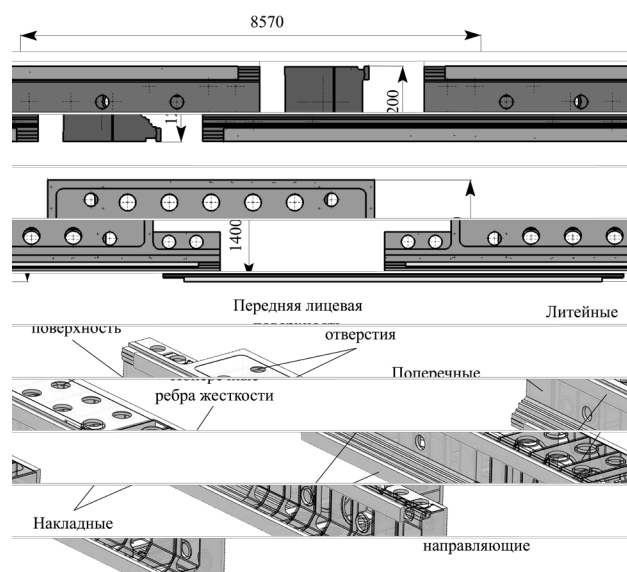 8570
200
1400
Передняя лицевая
Литейные
поверхность
отверстия
Поперечные
ребра жесткости
Накладные
направляющие